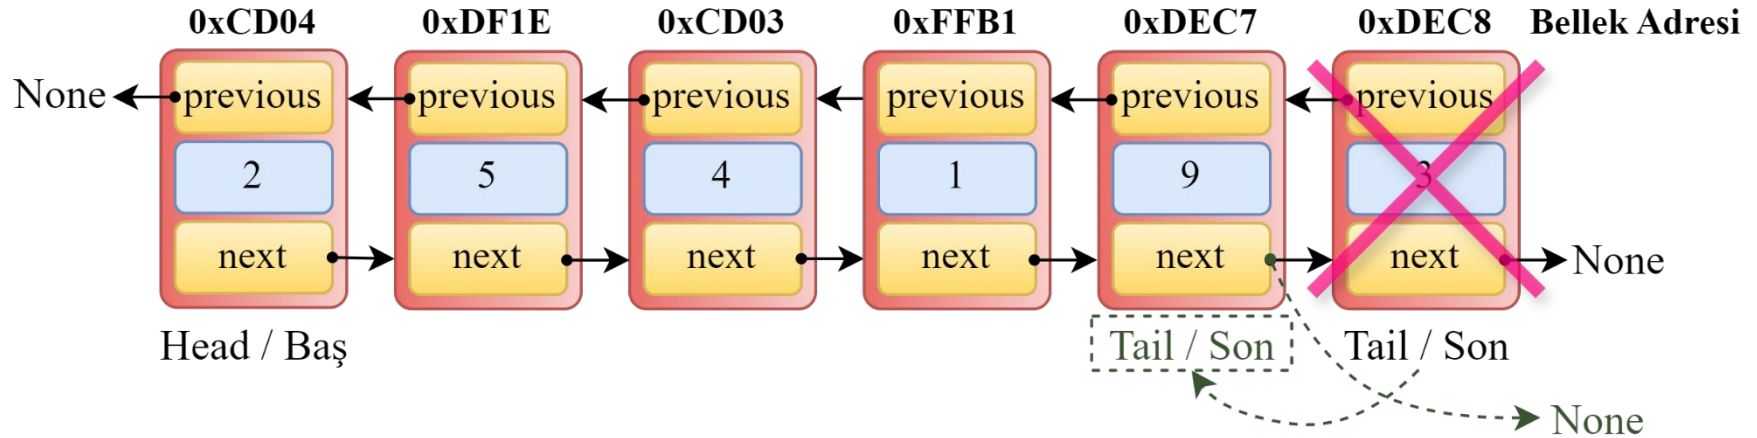 0xCD04 0xDF1E 0xCD03 0xFFB1 0xDEC7 0xDEC8 Bellek Adresi
None previous previous previous previous previous previous
2 5 4 1 9 3
next next next next next next None
Head / Baş Tail / Son Tail / Son
None